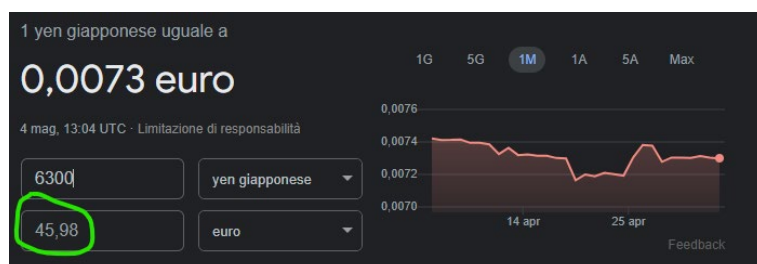 1 yen giapponese uguale a
0,0073 euro
4 mag, 13:04 UTC · Limitazione di responsabilità
6300 yen giapponese
45,98 euro
1G 5G 1M 1A 5A Max
0,0076
0,0074
0,0072
0,0070
14 apr 25 apr
Feedback